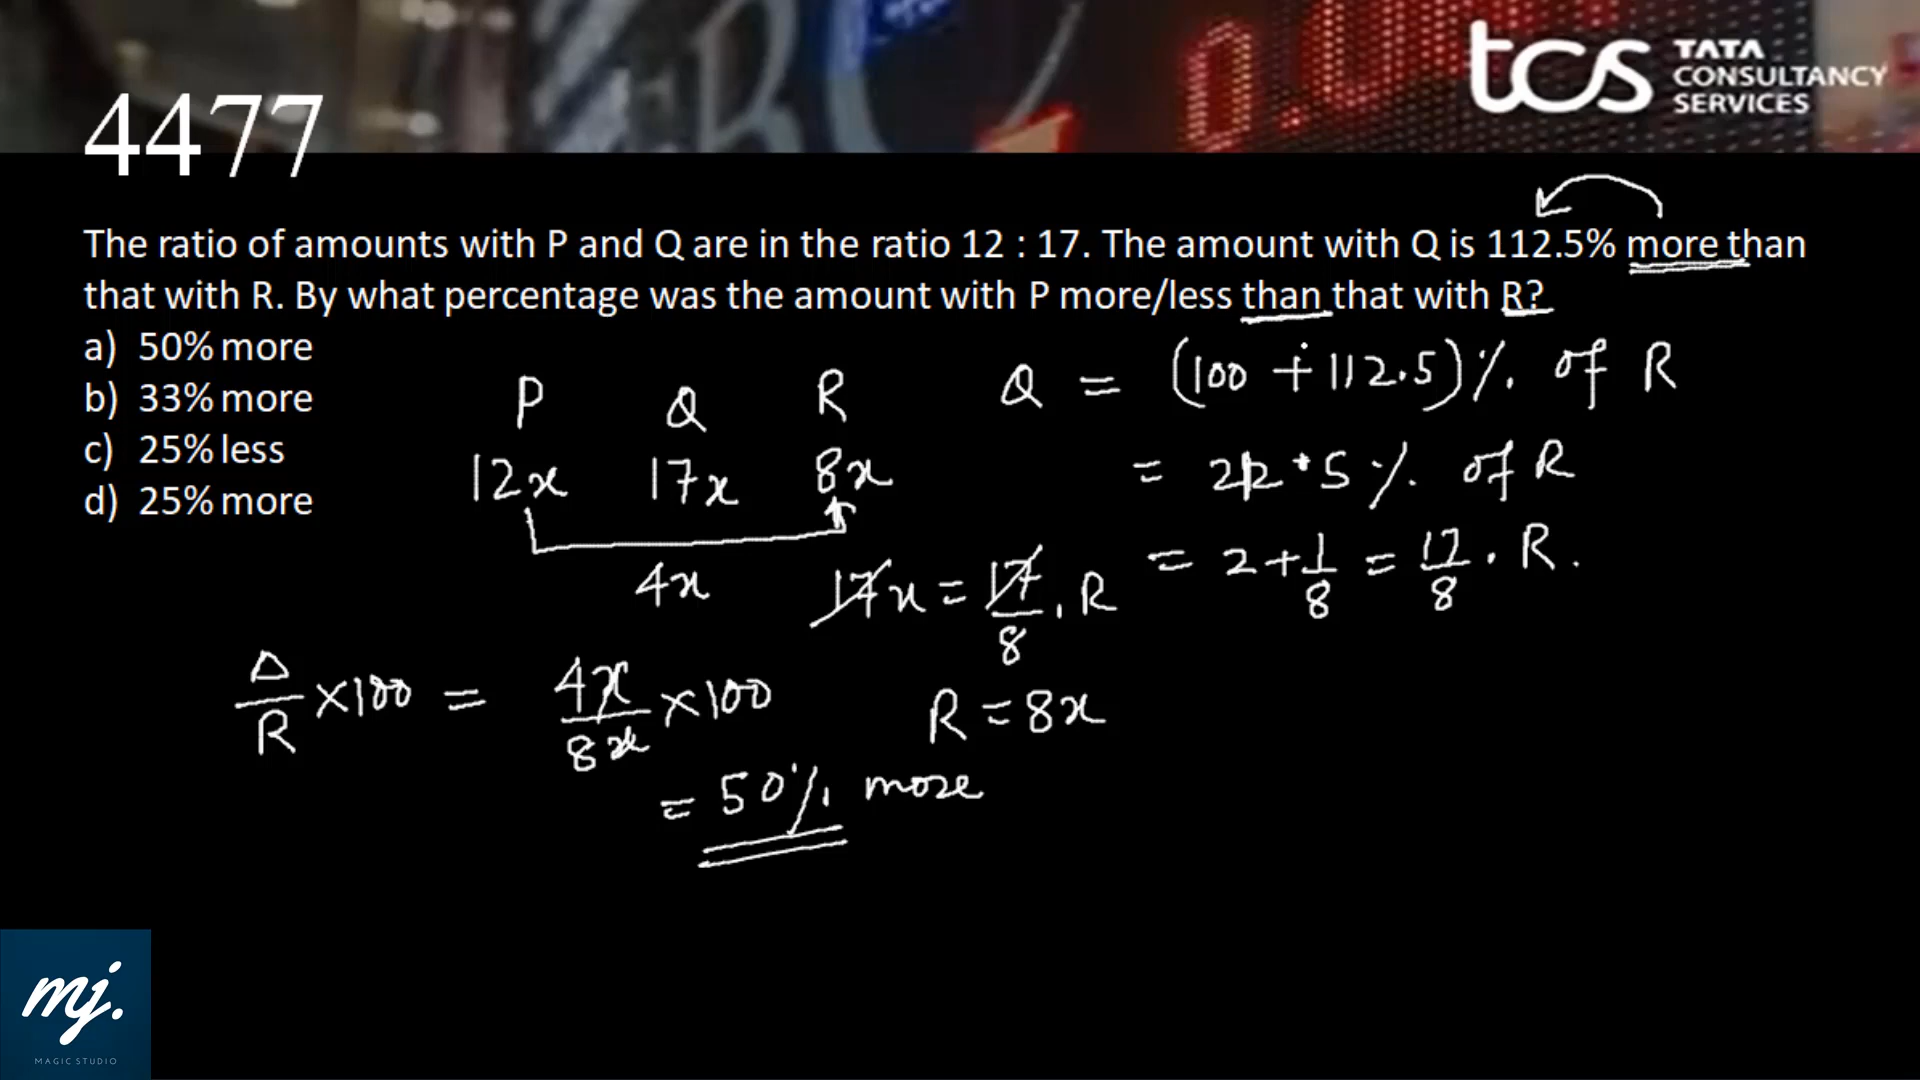 tcs TATA
CONSULTANCY
SERVICES
4477
The ratio of amounts with P and Q are in the ratio 12 : 17. The amount with Q is 112.5% more than
that with R. By what percentage was the amount with P more/less than that with R?
a) 50% more
b) 33% more
c) 25% less
d) 25% more
P Q R
12x 17x 8x
4x
Q = (100 + 112.5)% of R
= 212.5% of R
= 2+1/8 = 17/8 . R.
17x = 17/8 . R
R = 8x
Δ/R ×100 = 4x/8x ×100
= 50% more
mj.
MAGIC STUDIO